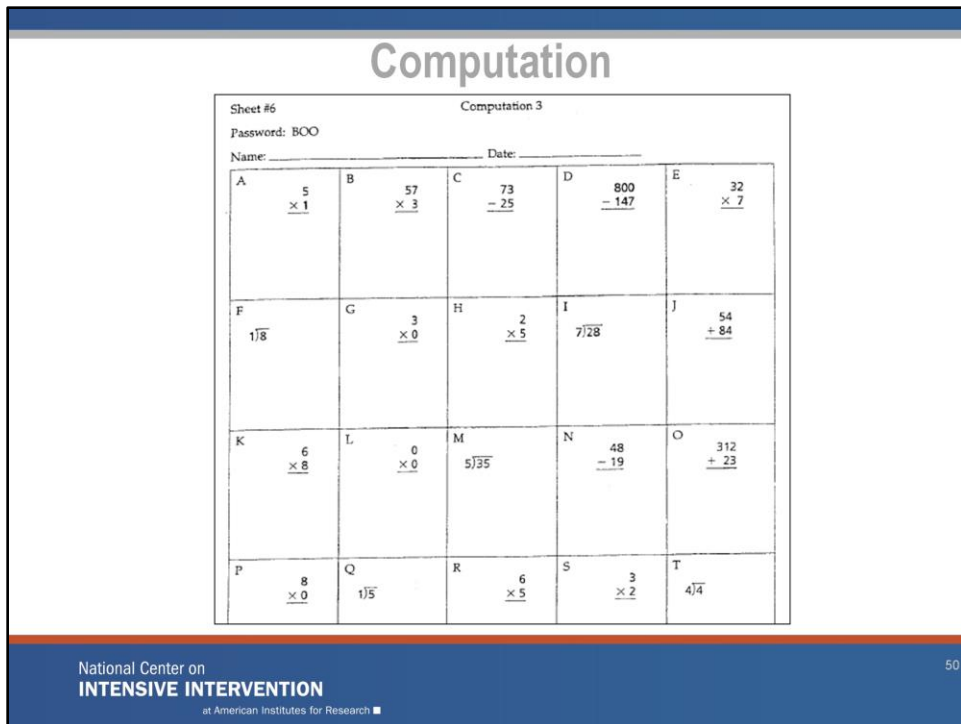 Computation
Sheet #6 Computation 3
Password: BOO
Name: Date:
A B C D E
5 57 73 800 32
× 1 × 3 − 25 − 147 × 7
F G H I J
1)8 3 2 7)28 54
× 0 × 5 + 84
K L M N O
6 0 5)35 48 312
× 8 × 0 − 19 + 23
P Q R S T
8 1)5 6 3 4)4
× 0 × 5 × 2
National Center on
INTENSIVE INTERVENTION
at American Institutes for Research ■
50